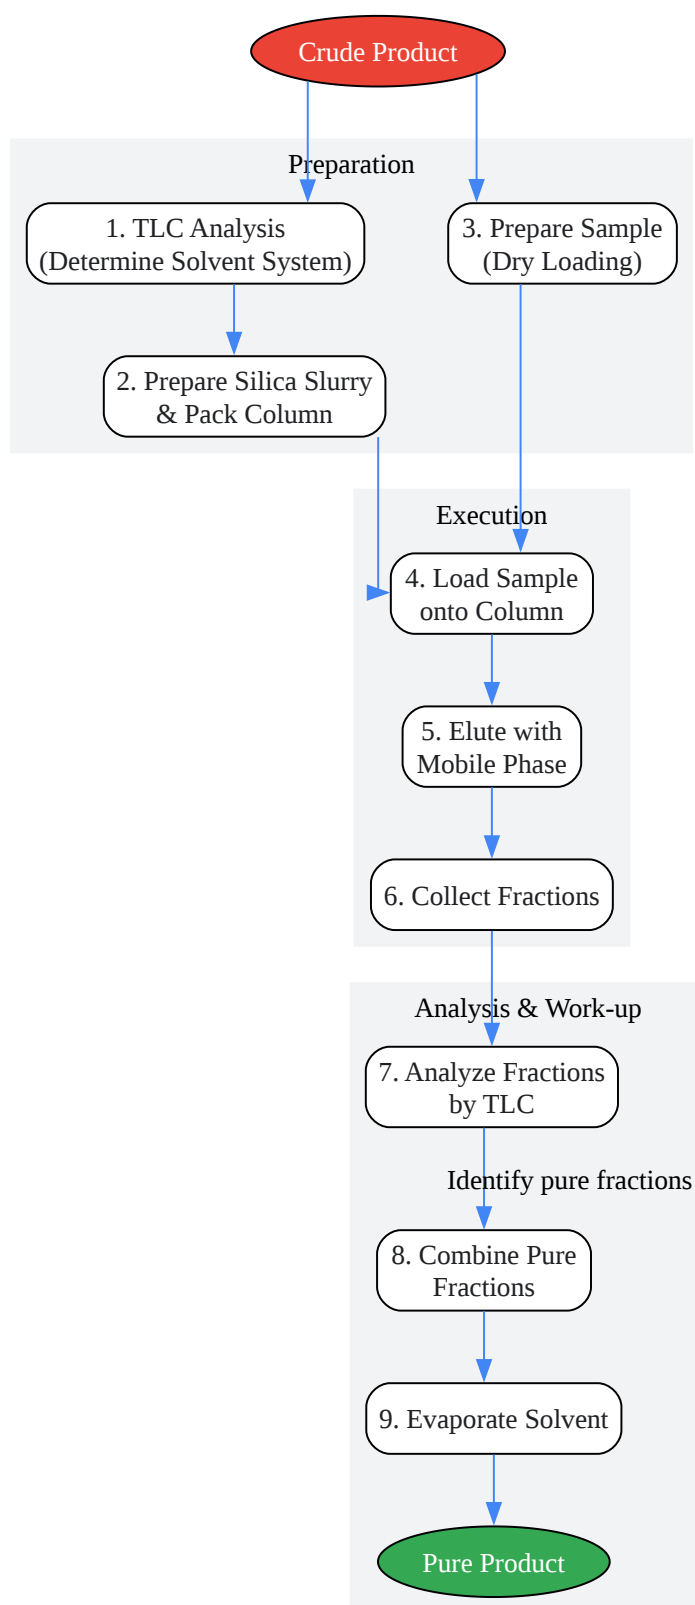 Crude Product
Preparation
1. TLC Analysis
(Determine Solvent System)
3. Prepare Sample
(Dry Loading)
2. Prepare Silica Slurry
& Pack Column
Execution
4. Load Sample
onto Column
5. Elute with
Mobile Phase
6. Collect Fractions
Analysis & Work-up
7. Analyze Fractions
by TLC
Identify pure fractions
8. Combine Pure
Fractions
9. Evaporate Solvent
Pure Product